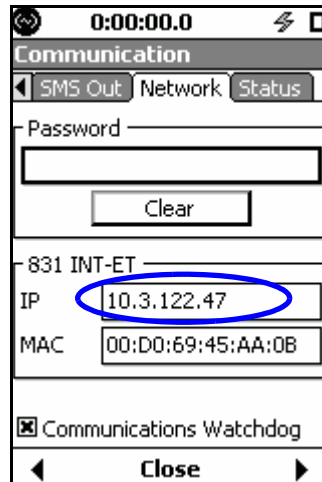 0:00:00.0
Communication
SMS Out Network Status
Password
Clear
831 INT-ET
IP 10.3.122.47
MAC 00:D0:69:45:AA:0B
Communications Watchdog
Close